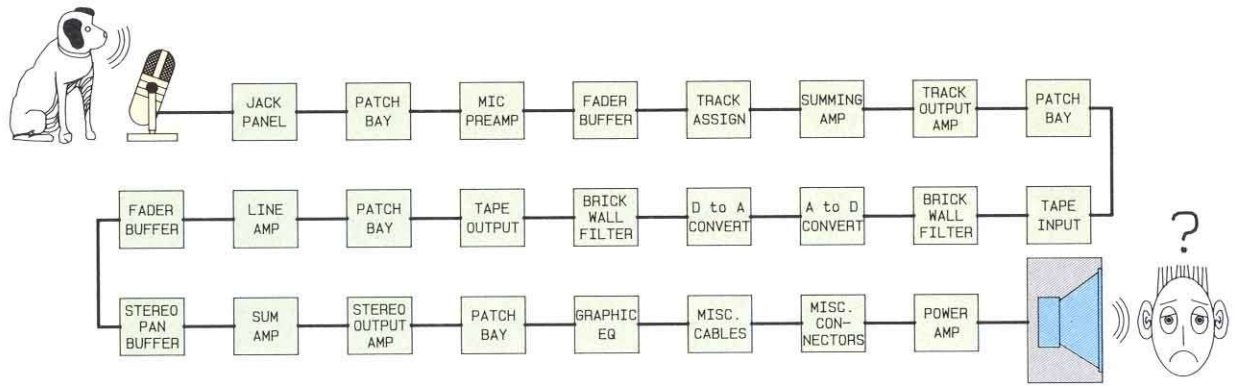 JACK
PANEL
PATCH
BAY
MIC
PREAMP
FADER
BUFFER
TRACK
ASSIGN
SUMMING
AMP
TRACK
OUTPUT
AMP
PATCH
BAY
FADER
BUFFER
LINE
AMP
PATCH
BAY
TAPE
OUTPUT
BRICK
WALL
FILTER
D to A
CONVERT
A to D
CONVERT
BRICK
WALL
FILTER
TAPE
INPUT
?
STEREO
PAN
BUFFER
SUM
AMP
STEREO
OUTPUT
AMP
PATCH
BAY
GRAPHIC
EQ
MISC.
CABLES
MISC.
CON-
NECTORS
POWER
AMP